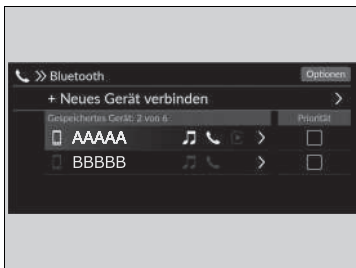 Bluetooth
Optionen
+ Neues Gerät verbinden
Gespeichertes Gerät: 2 von 6
Priorität
AAAAA
BBBBB